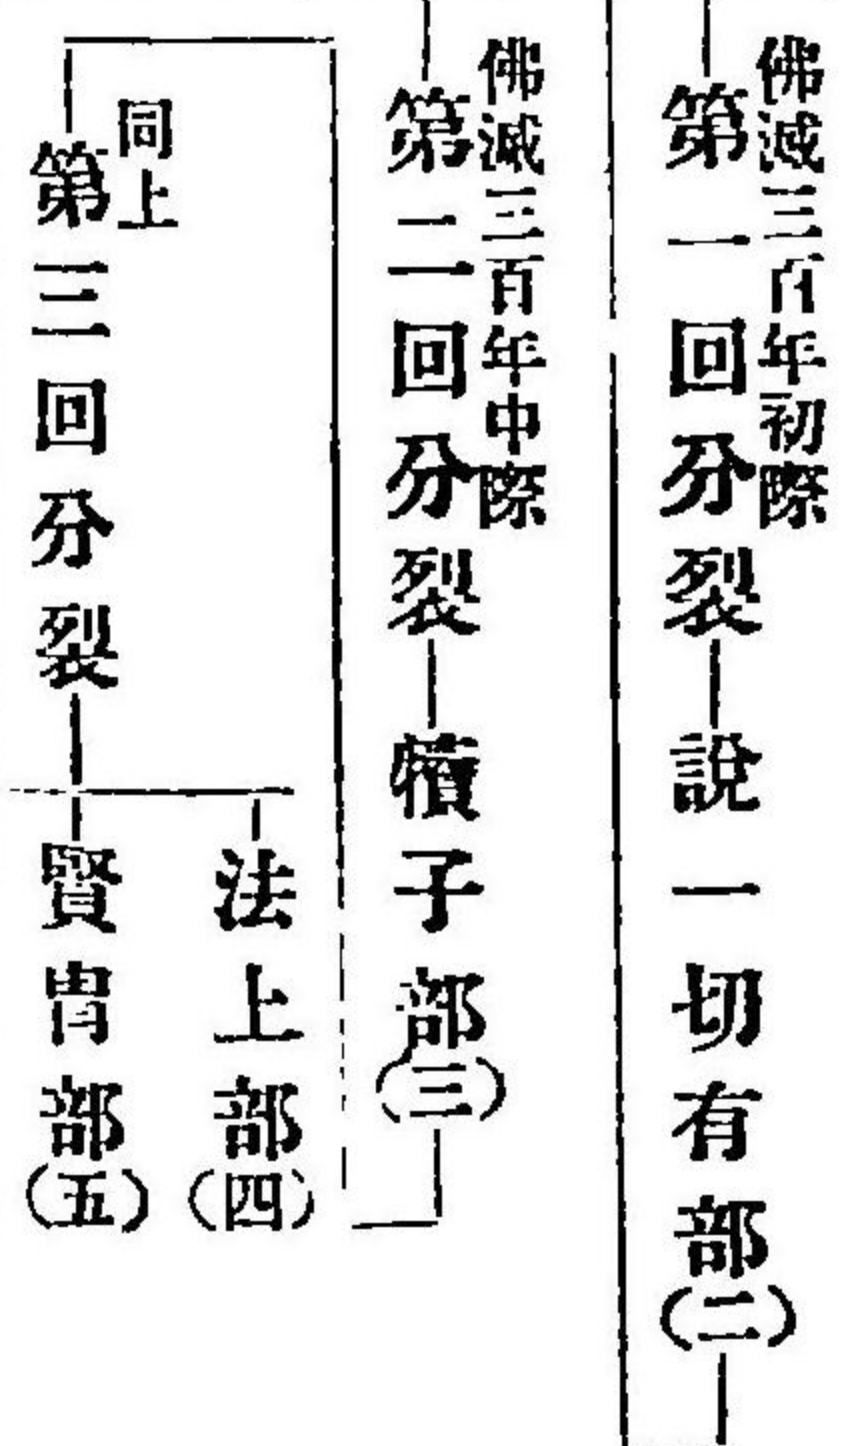 佛滅三百年初際
第一回分裂
說一切有部(二)
佛滅三百年中際
第二回分裂
犢子部(三)
同上
第三回分裂
法上部(四)
賢冑部(五)